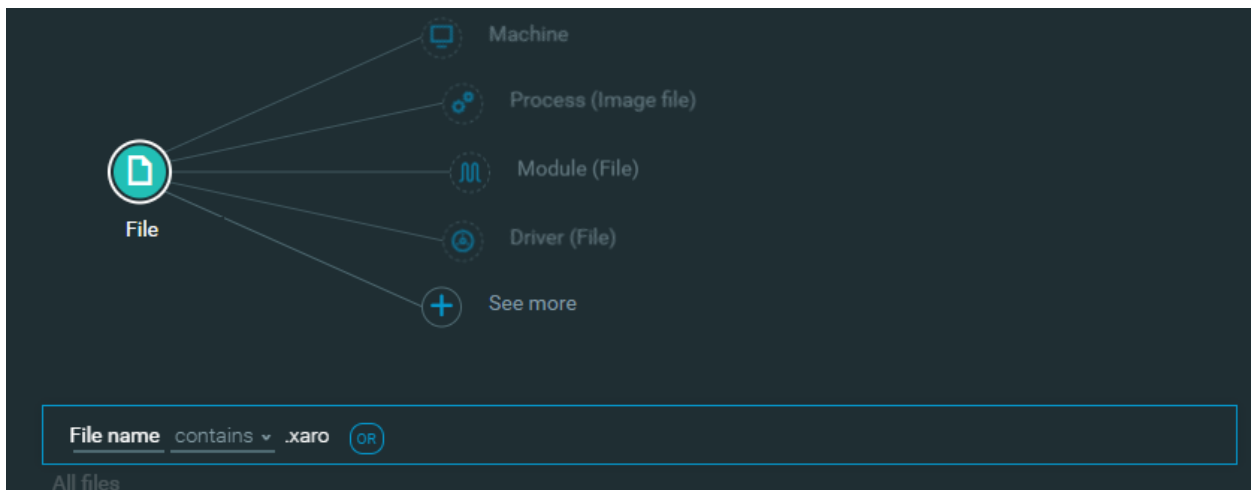 Machine
Process (Image file)
Module (File)
File
Driver (File)
See more
File name contains .xaro OR
All files